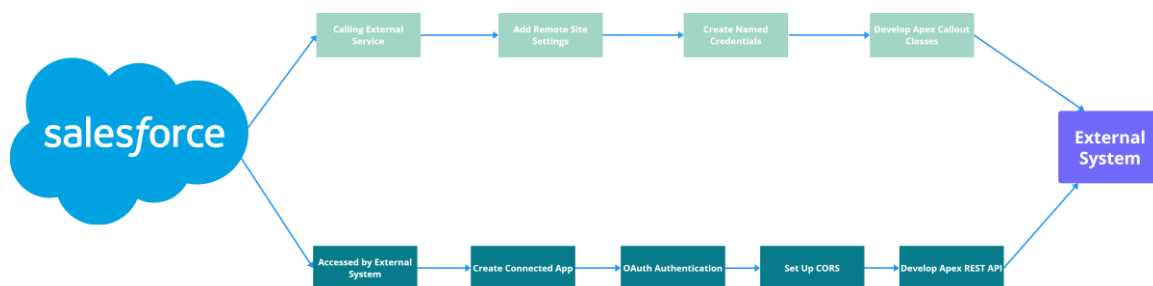 Calling External
Service
Add Remote Site
Settings
Create Named
Credentials
Develop Apex Callout
Classes
salesforce
External
System
Accessed by External
System
Create Connected App
OAuth Authentication
Set Up CORS
Develop Apex REST API